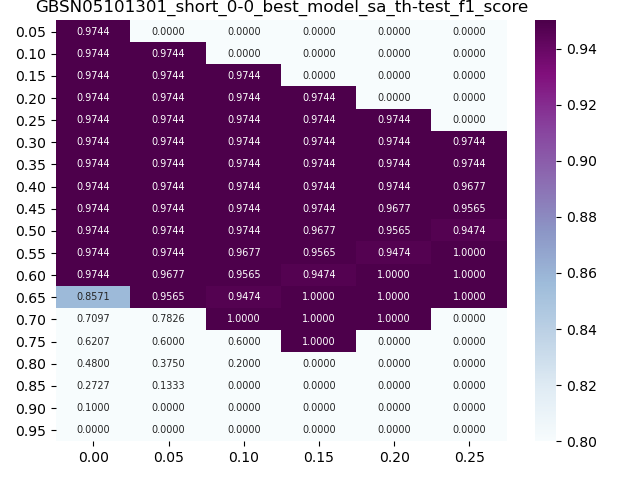 GBSN05101301_short_0-0_best_model_sa_th-test_f1_score
0.05 0.9744 0.0000 0.0000 0.0000 0.0000 0.0000
0.10 0.9744 0.9744 0.0000 0.0000 0.0000 0.0000
0.15 0.9744 0.9744 0.9744 0.0000 0.0000 0.0000
0.20 0.9744 0.9744 0.9744 0.9744 0.0000 0.0000
0.25 0.9744 0.9744 0.9744 0.9744 0.9744 0.0000
0.30 0.9744 0.9744 0.9744 0.9744 0.9744 0.9744
0.35 0.9744 0.9744 0.9744 0.9744 0.9744 0.9744
0.40 0.9744 0.9744 0.9744 0.9744 0.9744 0.9677
0.45 0.9744 0.9744 0.9744 0.9744 0.9677 0.9565
0.50 0.9744 0.9744 0.9744 0.9677 0.9565 0.9474
0.55 0.9744 0.9744 0.9677 0.9565 0.9474 1.0000
0.60 0.9744 0.9677 0.9565 0.9474 1.0000 1.0000
0.65 0.8571 0.9565 0.9474 1.0000 1.0000 1.0000
0.70 0.7097 0.7826 1.0000 1.0000 1.0000 0.0000
0.75 0.6207 0.6000 0.6000 1.0000 0.0000 0.0000
0.80 0.4800 0.3750 0.2000 0.0000 0.0000 0.0000
0.85 0.2727 0.1333 0.0000 0.0000 0.0000 0.0000
0.90 0.1000 0.0000 0.0000 0.0000 0.0000 0.0000
0.95 0.0000 0.0000 0.0000 0.0000 0.0000 0.0000
0.00 0.05 0.10 0.15 0.20 0.25
0.94
0.92
0.90
0.88
0.86
0.84
0.82
0.80